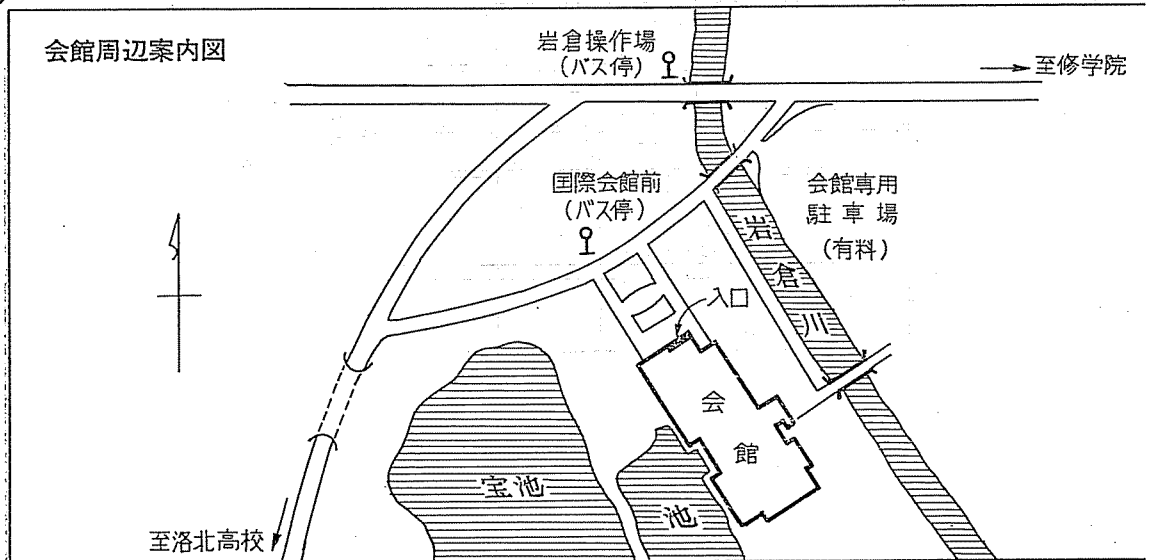 会館周辺案内図
岩倉操作場
(バス停)
至修学院
国際会館前
(バス停)
会館専用
駐車場
(有料)
岩倉川
入口
会館
宝池
池
至洛北高校